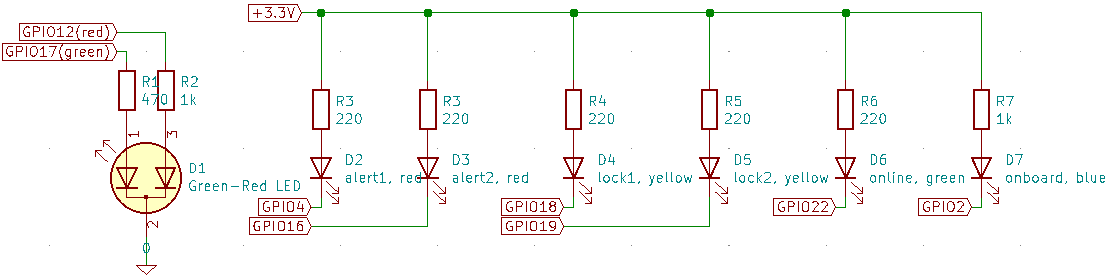 +3.3V
GPIO12(red)
GPIO17(green)
R1
470
R2
1k
R3
220
R3
220
R4
220
R5
220
R6
220
R7
1k
1
3
D1
Green-Red LED
2
0
D2
alert1, red
D3
alert2, red
D4
lock1, yellow
D5
lock2, yellow
D6
online, green
D7
onboard, blue
GPIO4
GPIO16
GPIO18
GPIO19
GPIO22
GPIO2